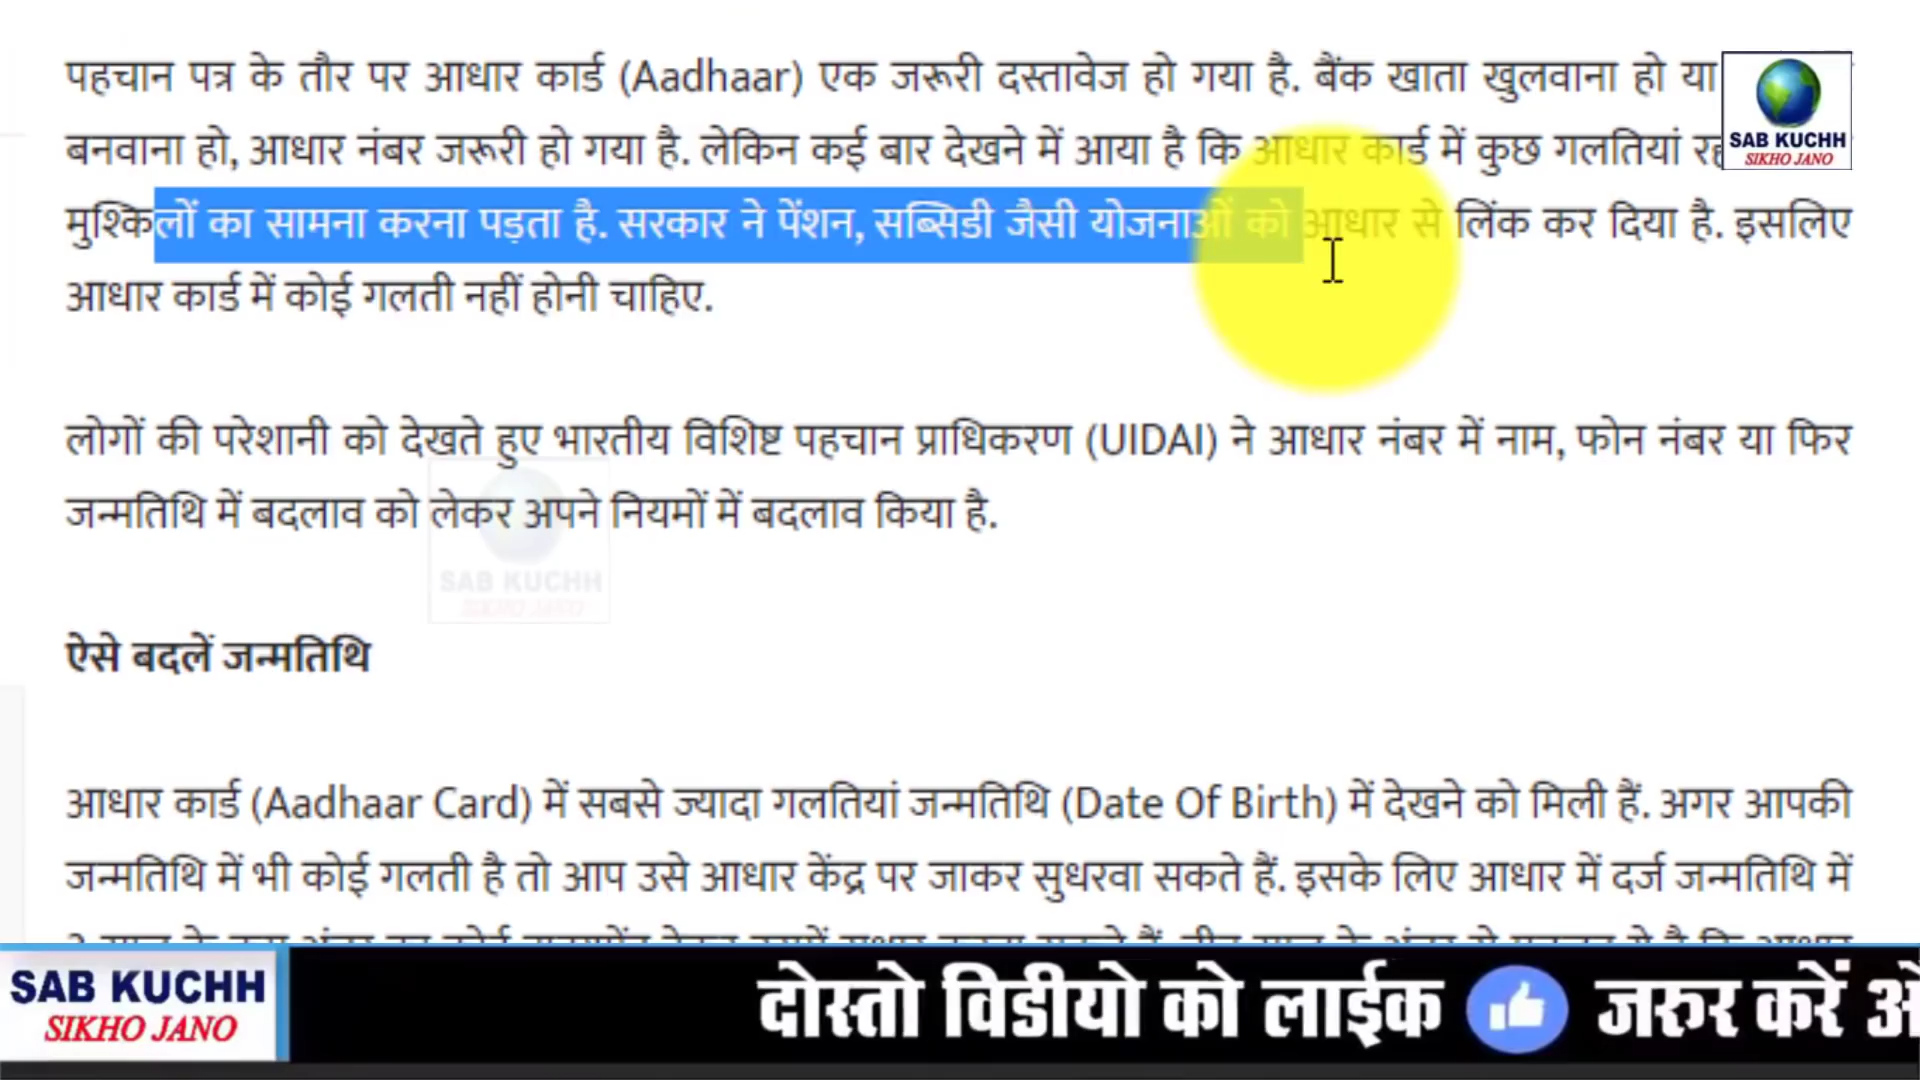 पहचान पत्र के तौर पर आधार कार्ड (Aadhaar) एक जरूरी दस्तावेज हो गया है. बैंक खाता खुलवाना हो या
SAB KUCHH
SIKHO JANO
बनवाना हो, आधार नंबर जरूरी हो गया है. लेकिन कई बार देखने में आया है कि आधार कार्ड में कुछ गलतियां
मुश्किलों का सामना करना पड़ता है. सरकार ने पेंशन, सब्सिडी जैसी योजनाओं को आधार से लिंक कर दिया है. इसलिए
आधार कार्ड में कोई गलती नहीं होनी चाहिए.
लोगों की परेशानी को देखते हुए भारतीय विशिष्ट पहचान प्राधिकरण (UIDAI) ने आधार नंबर में नाम, फोन नंबर या फिर
जन्मतिथि में बदलाव को लेकर अपने नियमों में बदलाव किया है.
SAB KUCHH
SIKHO JANO
ऐसे बदलें जन्मतिथि
आधार कार्ड (Aadhaar Card) में सबसे ज्यादा गलतियां जन्मतिथि (Date Of Birth) में देखने को मिली हैं. अगर आपकी
जन्मतिथि में भी कोई गलती है तो आप उसे आधार केंद्र पर जाकर सुधरवा सकते हैं. इसके लिए आधार में दर्ज जन्मतिथि में
SAB KUCHH
SIKHO JANO
दोस्तो विडीयो को लाईक जरुर करें